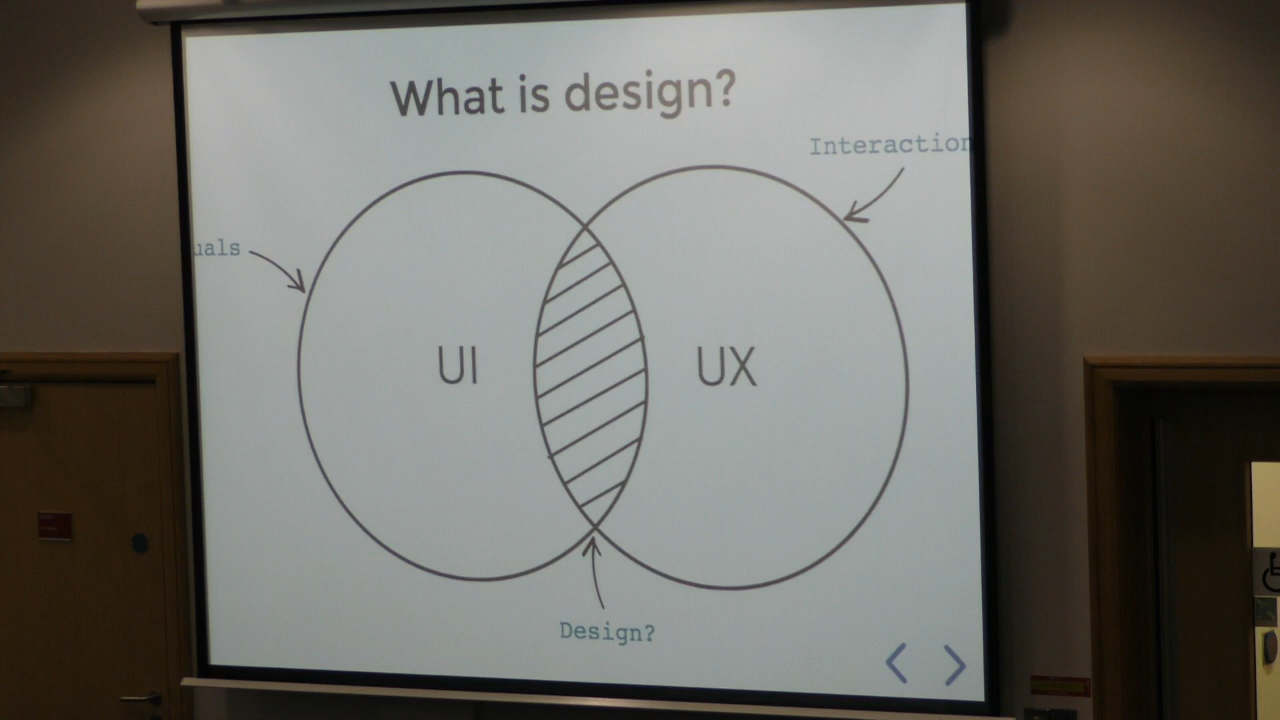 What is design?
Interaction
uals
UI
UX
Design?